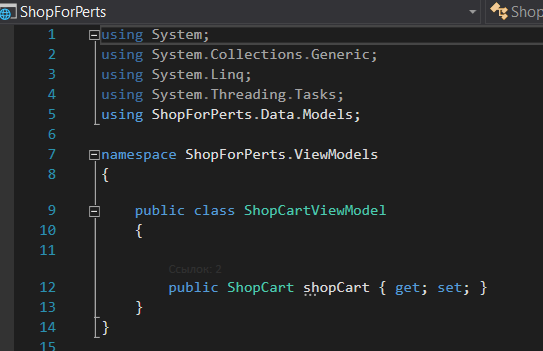 ShopForPerts
Shop
1 using System;
2 using System.Collections.Generic;
3 using System.Linq;
4 using System.Threading.Tasks;
5 using ShopForPerts.Data.Models;
6
7 namespace ShopForPerts.ViewModels
8 {
9 public class ShopCartViewModel
10 {
11
Ссылок: 2
12 public ShopCart shopCart { get; set; }
13 }
14 }
15